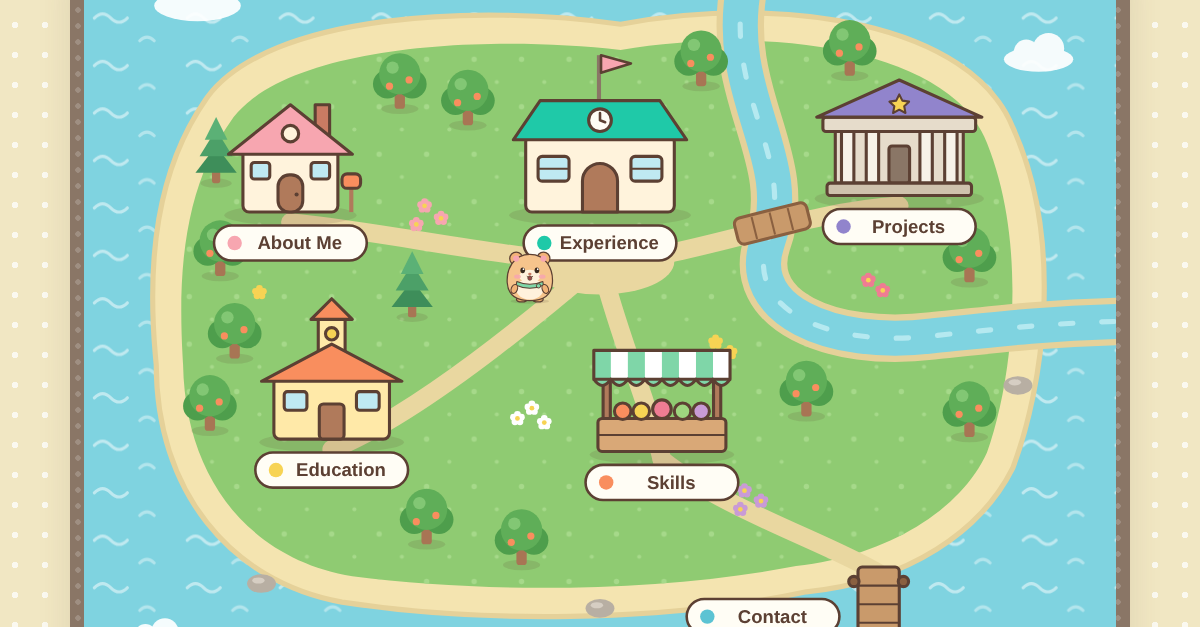 About Me
Experience
Projects
Education
Skills
Contact